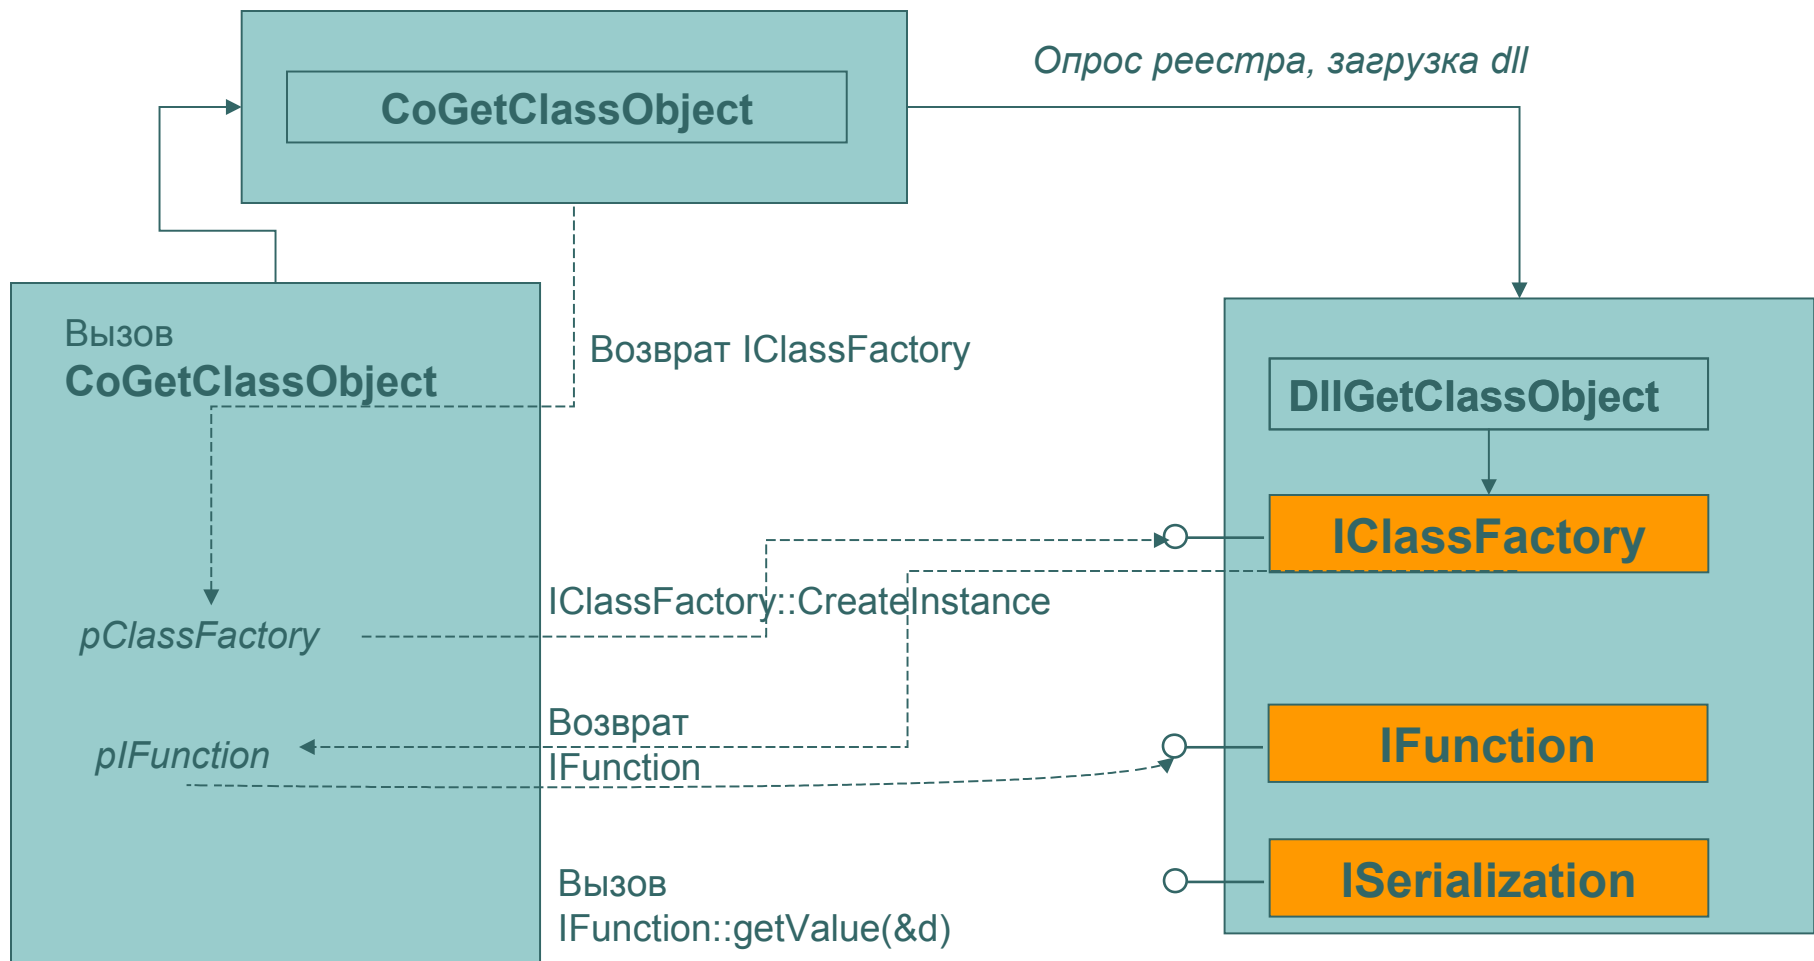 Опрос реестра, загрузка dll
CoGetClassObject
Вызов
CoGetClassObject
Возврат IClassFactory
DllGetClassObject
IClassFactory
IClassFactory::CreateInstance
pClassFactory
Возврат
IFunction
pIFunction
IFunction
ISerialization
Вызов
IFunction::getValue(&d)